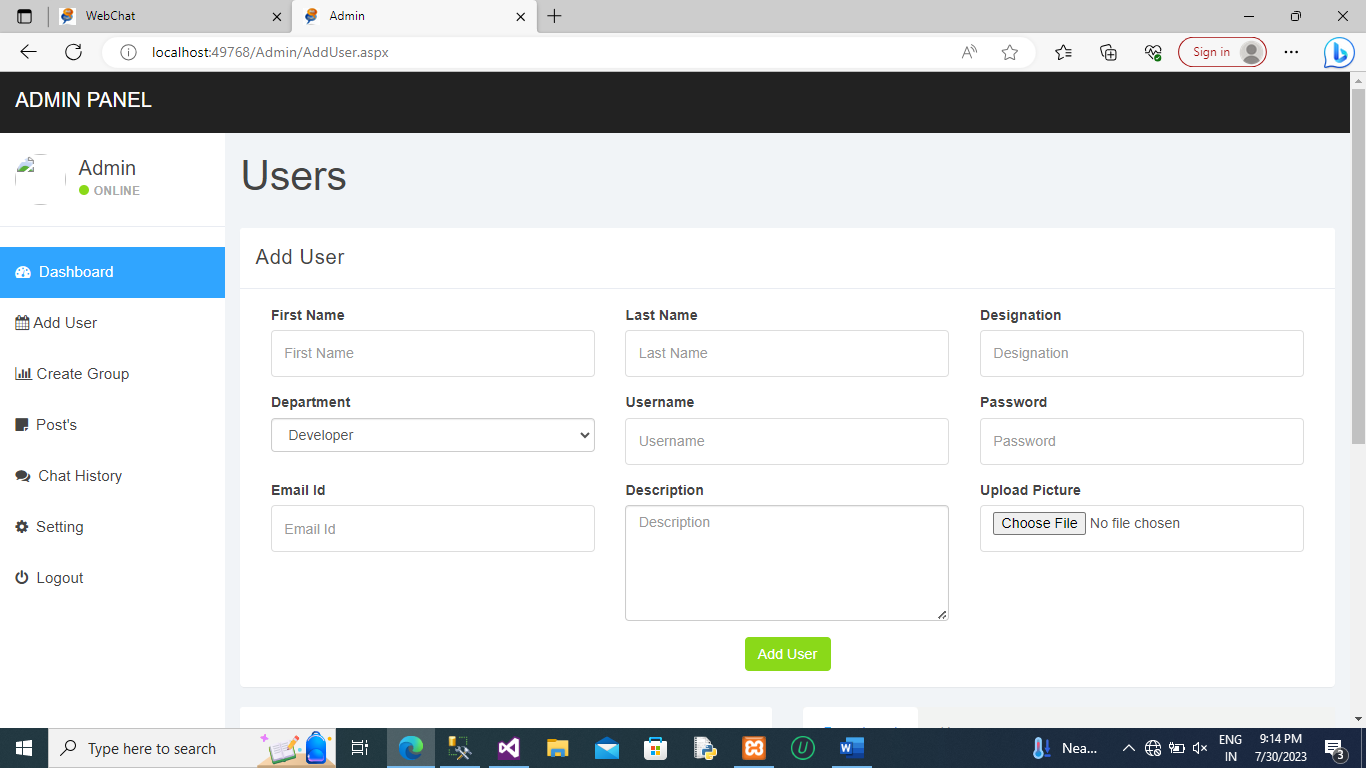 WebChat
Admin
localhost:49768/Admin/AddUser.aspx
Sign in
ADMIN PANEL
Admin
ONLINE
Users
Dashboard
Add User
Create Group
Post's
Chat History
Setting
Logout
Add User
First Name
Last Name
Designation
First Name
Last Name
Designation
Department
Username
Password
Developer
Username
Password
Email Id
Description
Upload Picture
Email Id
Description
Choose File No file chosen
Add User
Type here to search
Nea...
ENG
IN
9:14 PM
7/30/2023
3